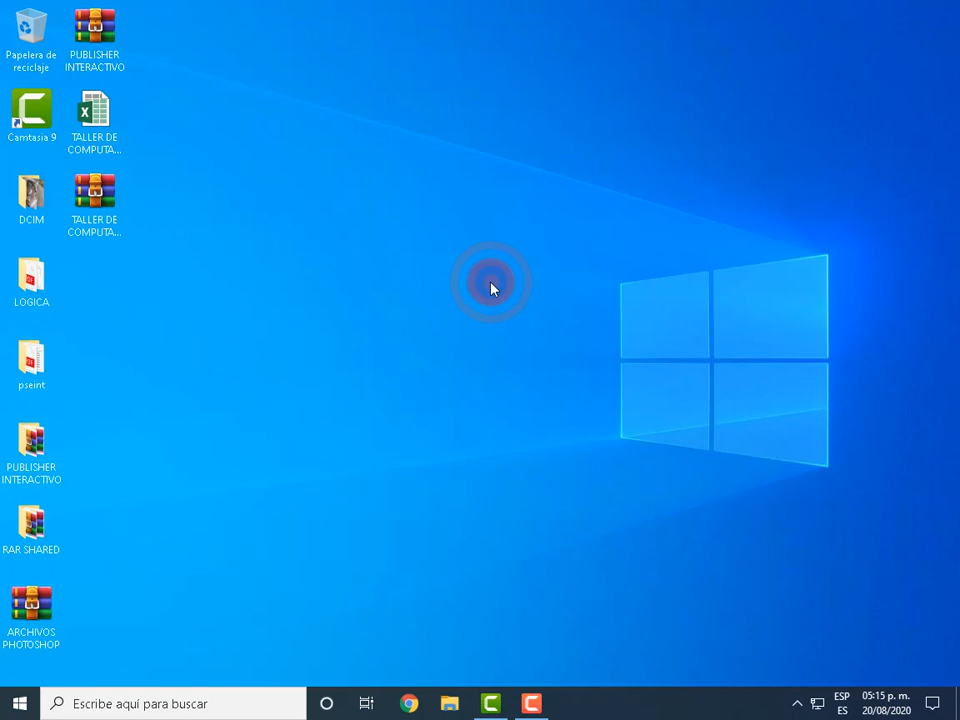 Papelera de
reciclaje
PUBLISHER
INTERACTIVO
Camtasia 9
TALLER DE
COMPUTA...
DCIM
TALLER DE
COMPUTA...
LOGICA
pseint
PUBLISHER
INTERACTIVO
RAR SHARED
ARCHIVOS
PHOTOSHOP
Escribe aquí para buscar
ESP
ES
05:15 p. m.
20/08/2020